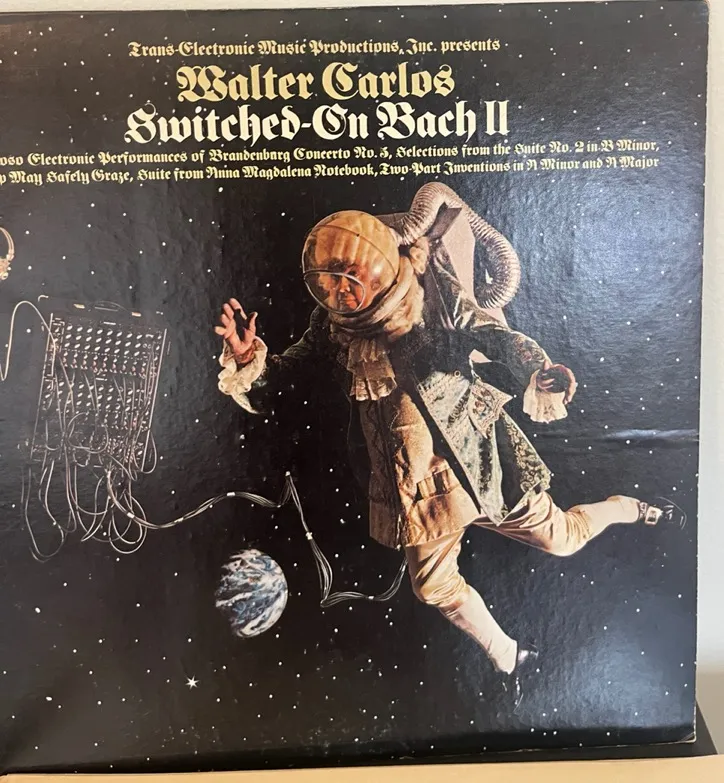 Trans-Electronic Music Productions, Inc. presents
Walter Carlos
Switched-On Bach II
Electronic Performances of Brandenburg Concerto No. 5, Selections from the Suite No. 2 in B Minor,
May Safely Graze, Suite from Anna Magdalena Notebook, Two-Part Inventions in A Minor and A Major